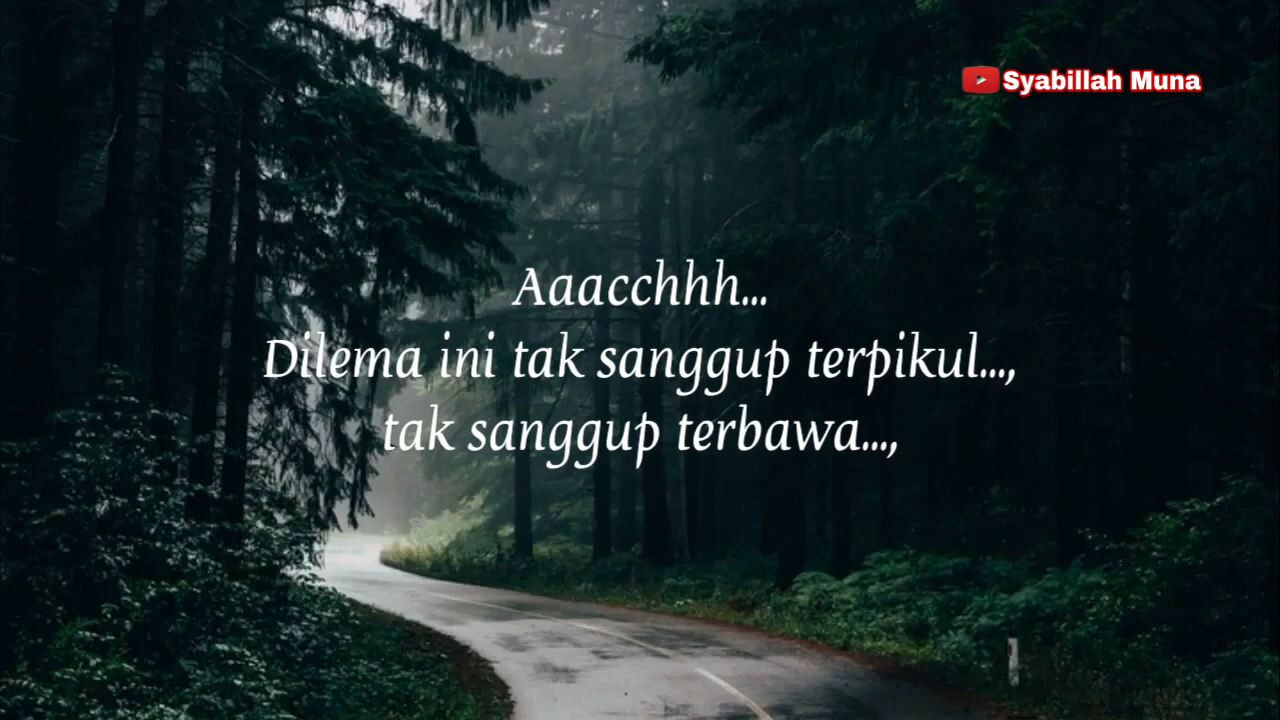 Syabillah Muna
Aaacchhh...
Dilema ini tak sanggup terpikul...,
tak sanggup terbawa...,